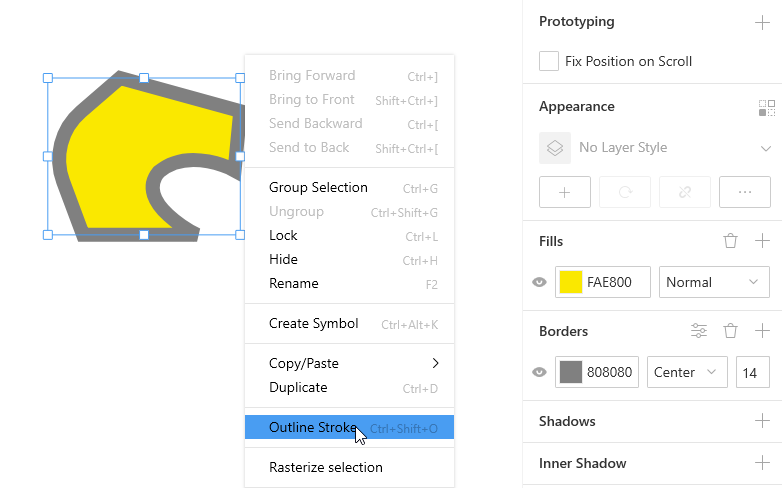 Prototyping
Fix Position on Scroll
Appearance
No Layer Style
Fills
FAE800 Normal
Borders
808080 Center 14
Shadows
Inner Shadow
Bring Forward Ctrl+]
Bring to Front Shift+Ctrl+]
Send Backward Ctrl+[
Send to Back Shift+Ctrl+[
Group Selection Ctrl+G
Ungroup Ctrl+Shift+G
Lock Ctrl+L
Hide Ctrl+H
Rename F2
Create Symbol Ctrl+Alt+K
Copy/Paste
Duplicate Ctrl+D
Outline Stroke Ctrl+Shift+O
Rasterize selection